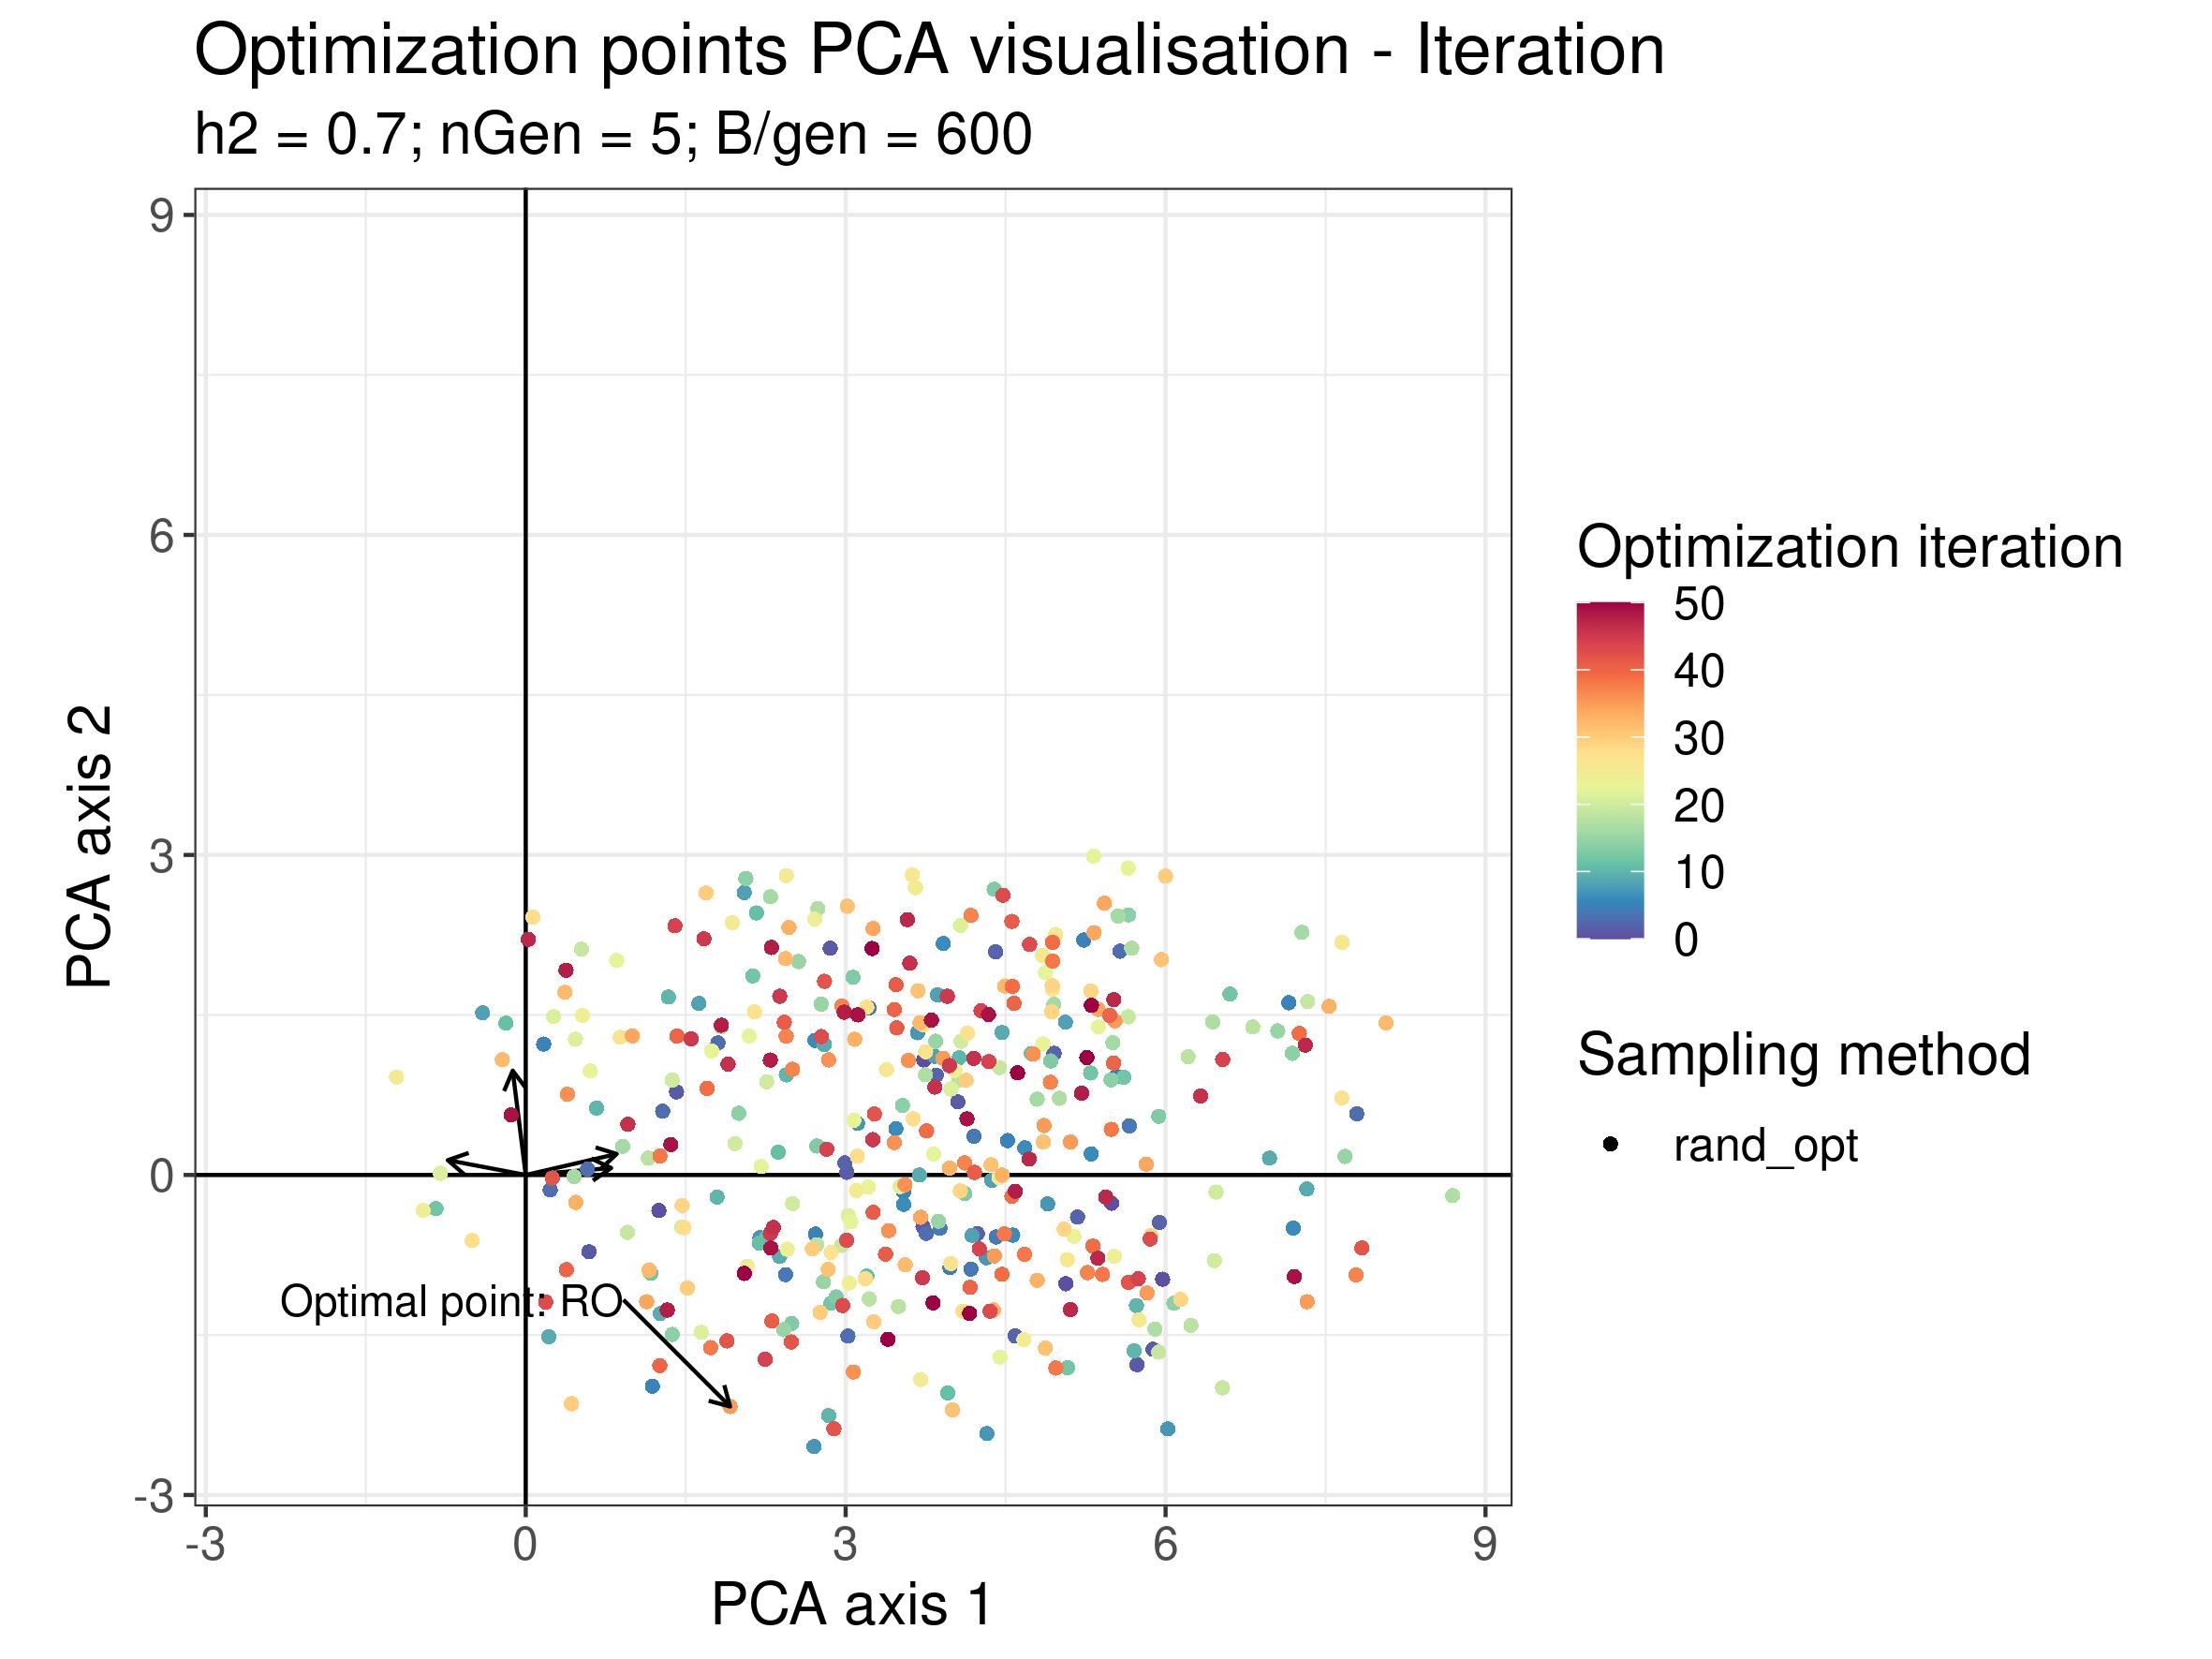 Optimization points PCA visualisation - Iteration
h2 = 0.7; nGen = 5; B/gen = 600
9
6
3
0
-3
PCA axis 2
Optimal point: RO
-3
0
3
6
9
PCA axis 1
Optimization iteration
50
40
30
20
10
0
Sampling method
rand_opt